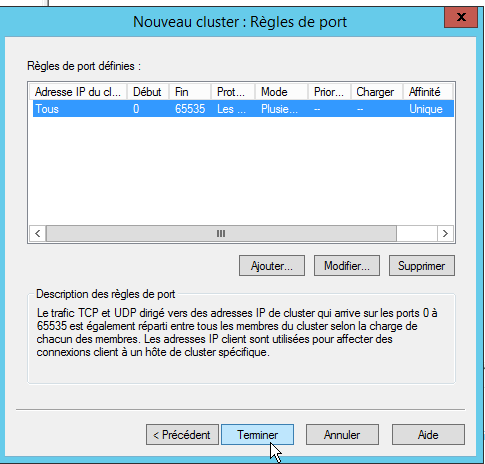 Nouveau cluster : Règles de port
x
Règles de port définies :
Adresse IP du cl... Début Fin Prot... Mode Prior... Charger Affinité
Tous 0 65535 Les ... Plusie... -- -- Unique
Ajouter... Modifier... Supprimer
Description des règles de port
Le trafic TCP et UDP dirigé vers des adresses IP de cluster qui arrive sur les ports 0 à
65535 est également réparti entre tous les membres du cluster selon la charge de
chacun des membres. Les adresses IP client sont utilisées pour affecter des
connexions client à un hôte de cluster spécifique.
< Précédent Terminer Annuler Aide